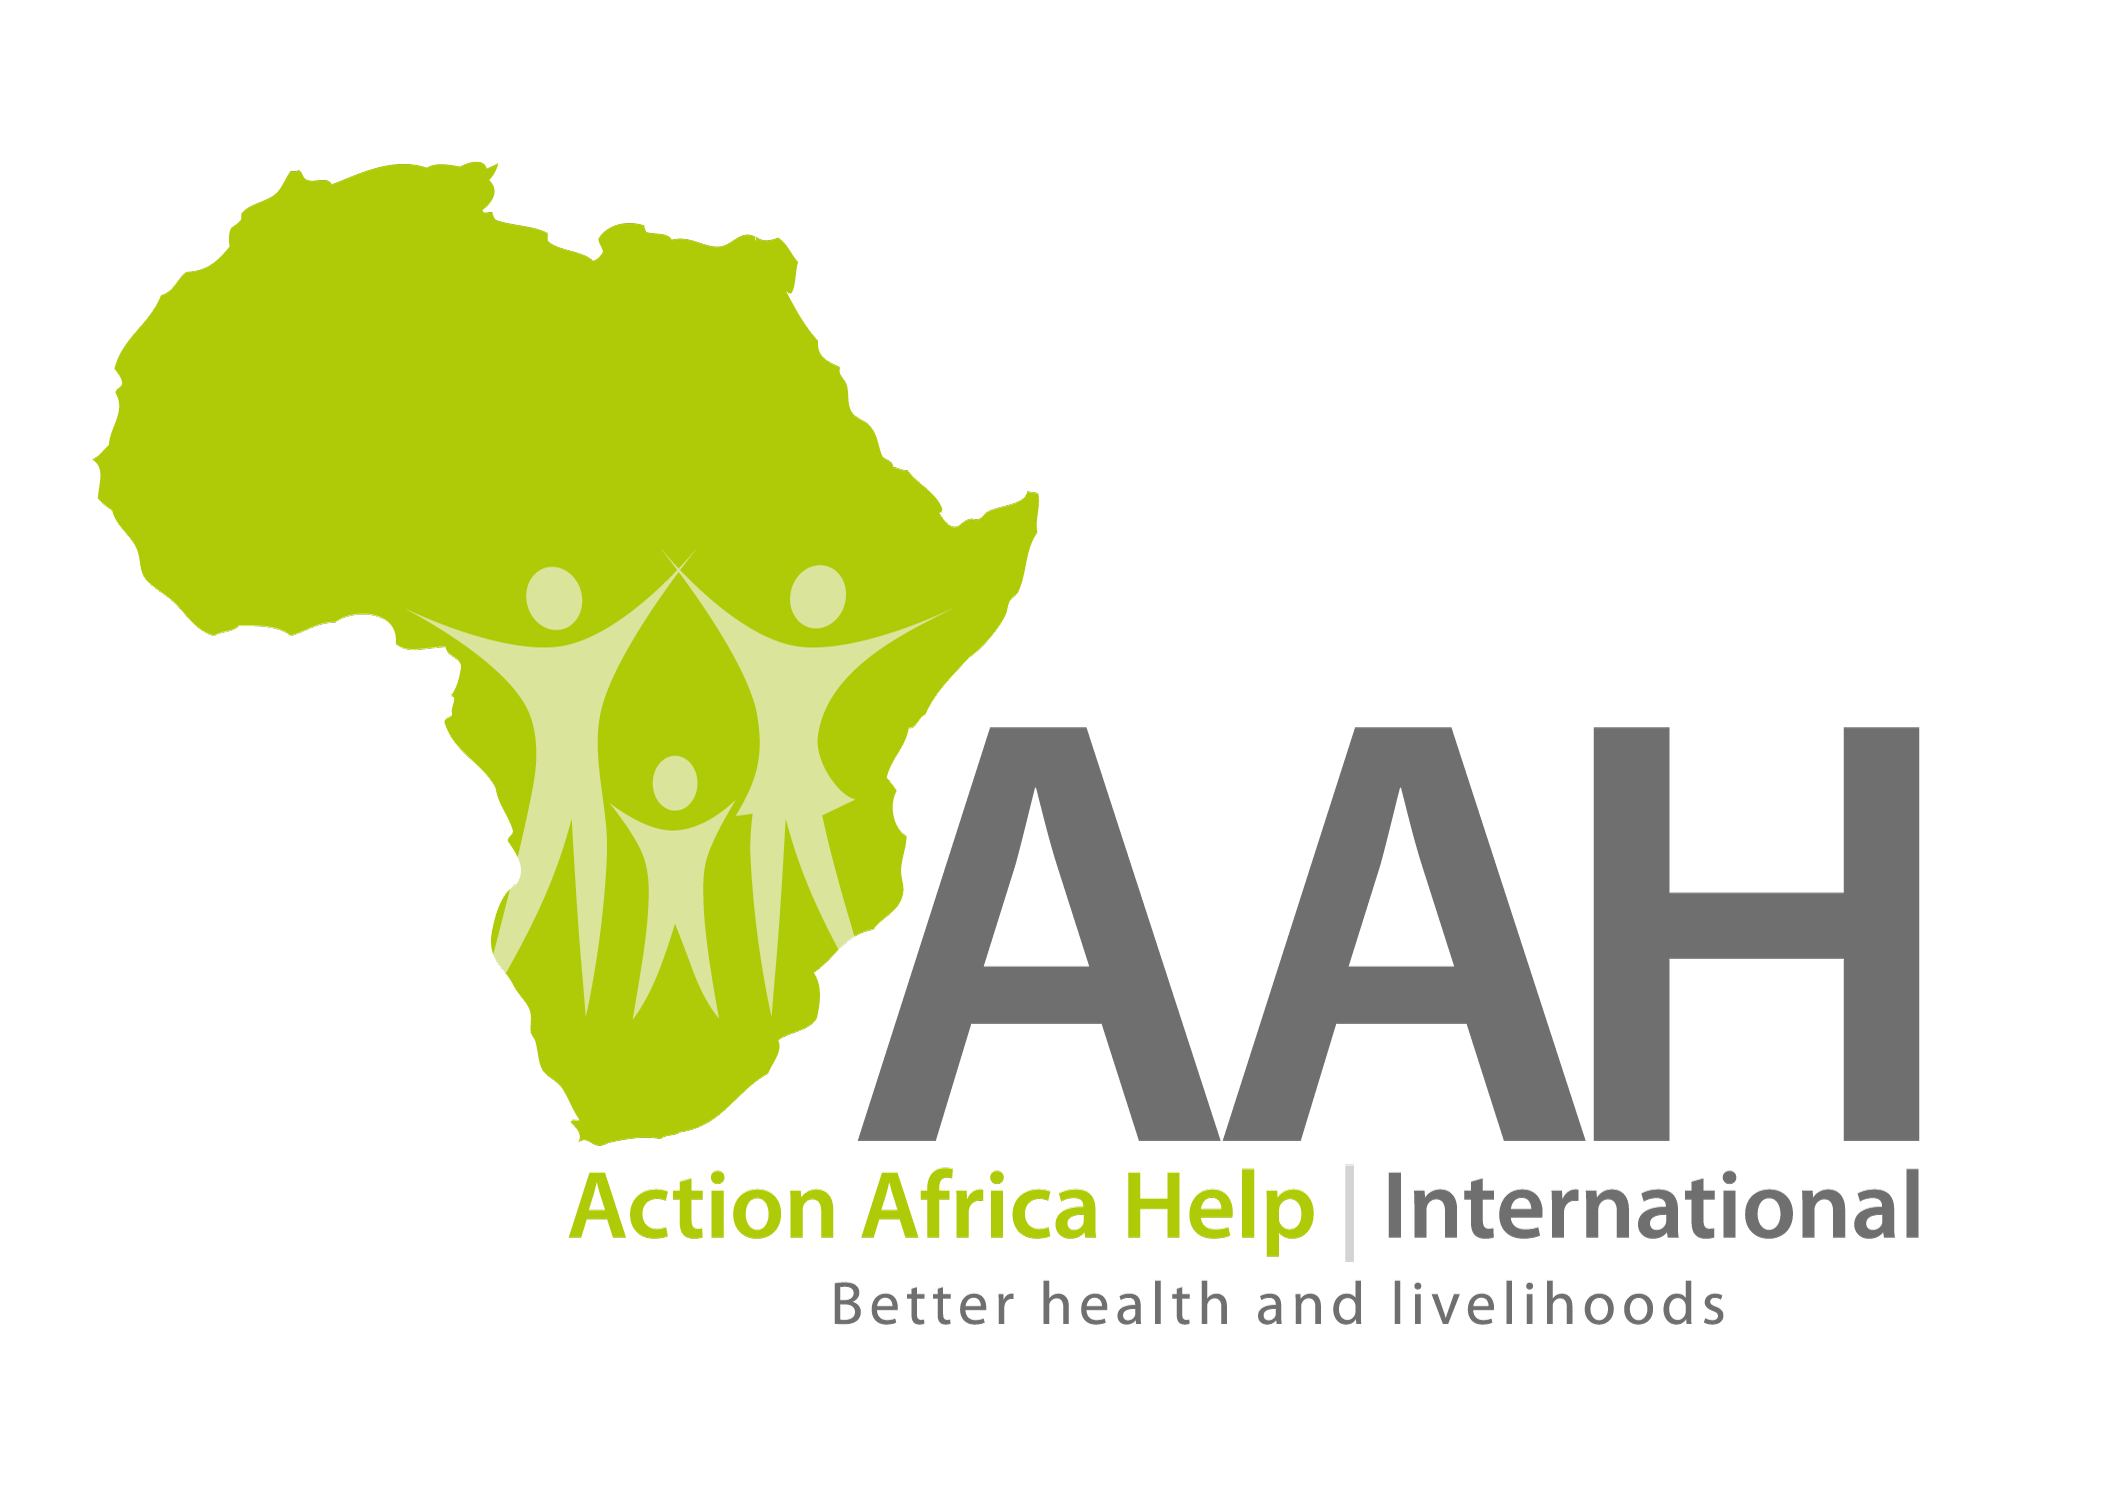 AAH
Action Africa Help | International
Better health and livelihoods